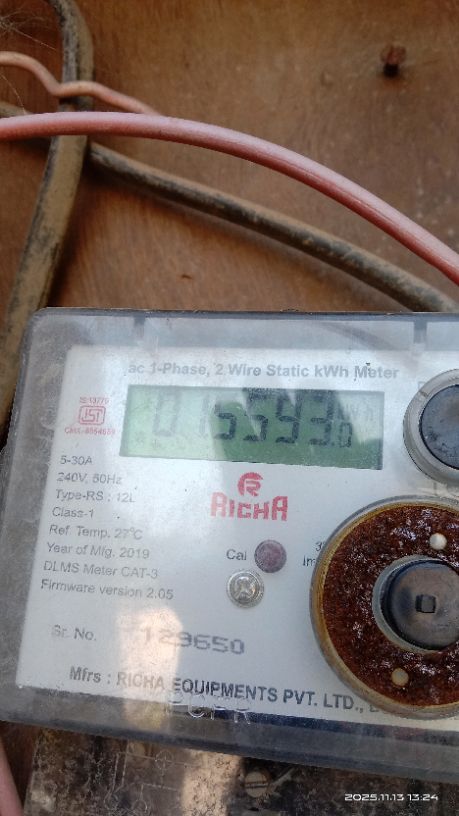 ac 1-Phase, 2 Wire Static kWh Meter
IS:13779
ISI
015593.0 kWh
5-30A
240V, 50Hz
Type-RS : 12L
Class-1
Ref. Temp. 27°C
Year of Mfg. 2019
DLMS Meter CAT-3
Firmware version 2.05
RICHA
Cal
Sr. No. 129650
Mfrs : RICHA EQUIPMENTS PVT. LTD.,
2025.11.13 13:24